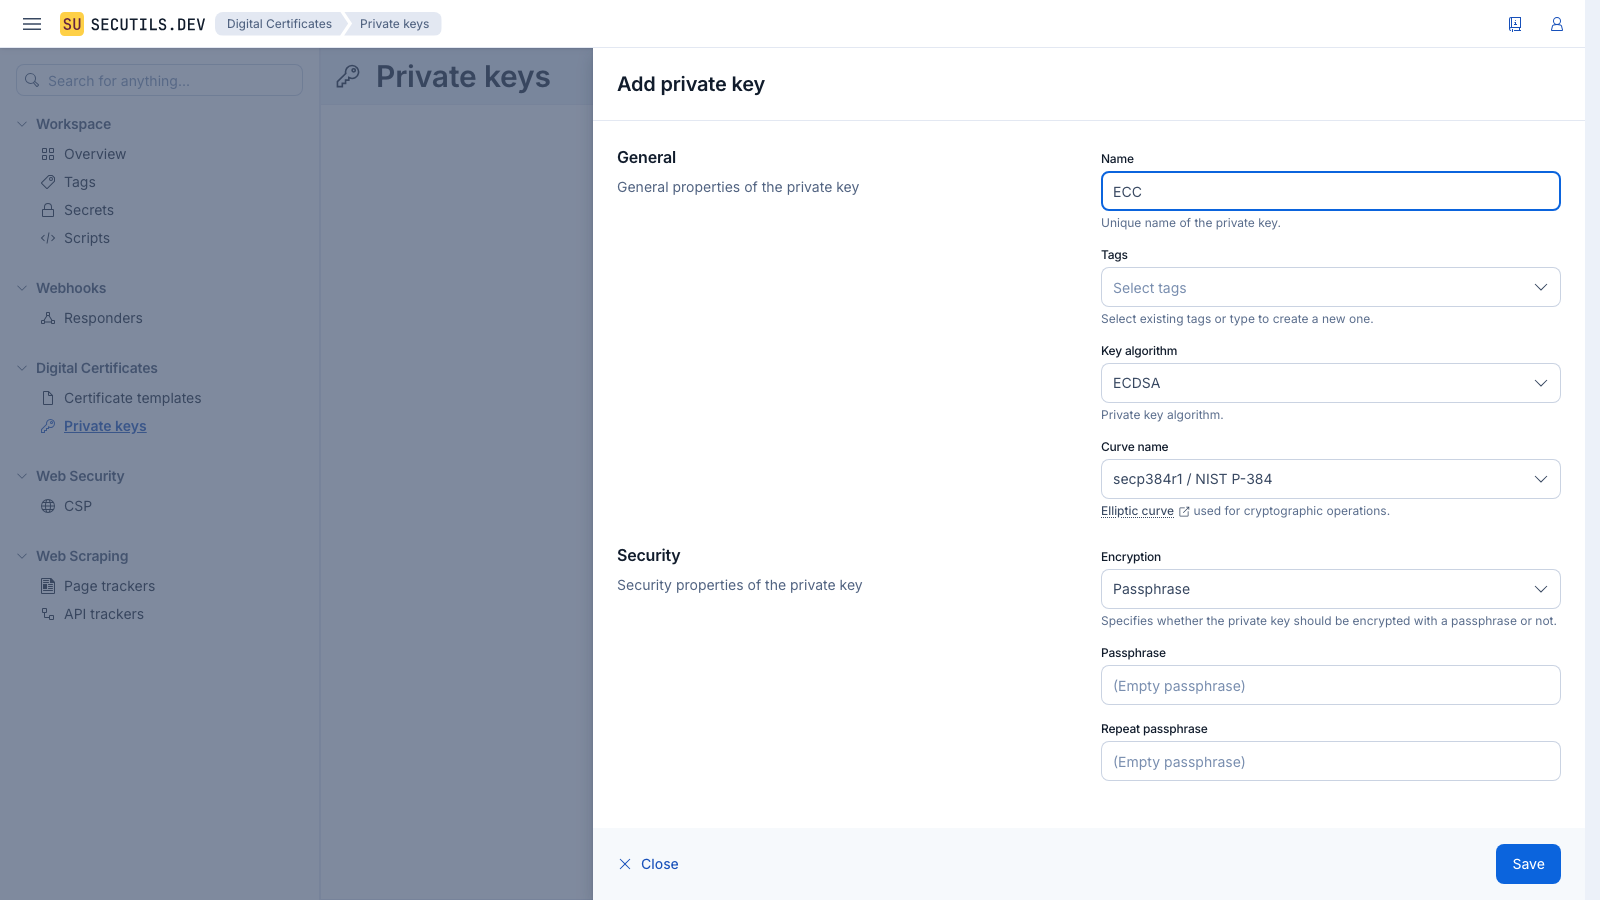 SU SECUTILS.DEV
Digital Certificates
Private keys
Search for anything...
Workspace
Overview
Tags
Secrets
Scripts
Webhooks
Responders
Digital Certificates
Certificate templates
Private keys
Web Security
CSP
Web Scraping
Page trackers
API trackers
Private keys
Add private key
General
General properties of the private key
Name
ECC
Unique name of the private key.
Tags
Select tags
Select existing tags or type to create a new one.
Key algorithm
ECDSA
Private key algorithm.
Curve name
secp384r1 / NIST P-384
Elliptic curve used for cryptographic operations.
Security
Security properties of the private key
Encryption
Passphrase
Specifies whether the private key should be encrypted with a passphrase or not.
Passphrase
(Empty passphrase)
Repeat passphrase
(Empty passphrase)
Close
Save